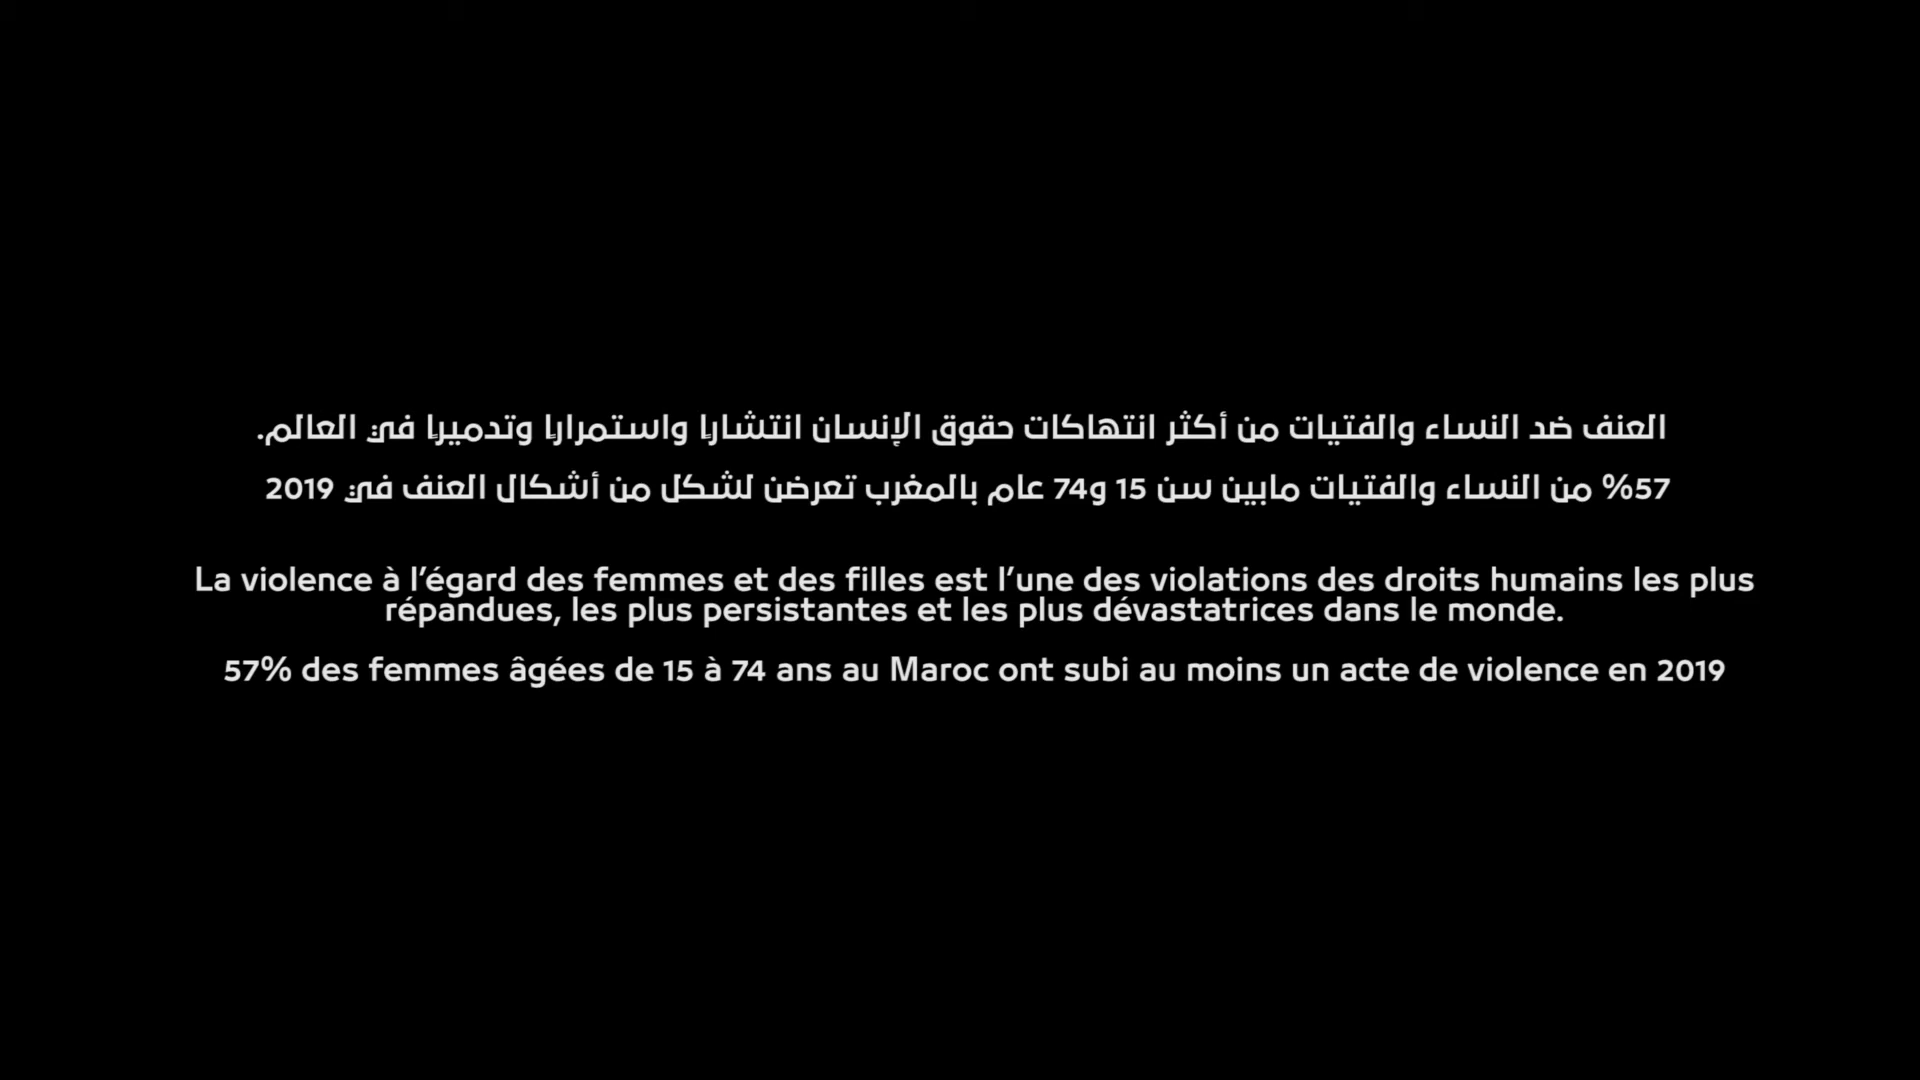 العنف ضد النساء والفتيات من أكثر انتهاكات حقوق الإنسان انتشارا واستمرارا وتدميرا في العالم.
57% من النساء والفتيات مابين سن 15 و74 عام بالمغرب تعرضن لشكل من أشكال العنف في 2019
La violence à l’égard des femmes et des filles est l’une des violations des droits humains les plus
répandues, les plus persistantes et les plus dévastatrices dans le monde.
57% des femmes âgées de 15 à 74 ans au Maroc ont subi au moins un acte de violence en 2019